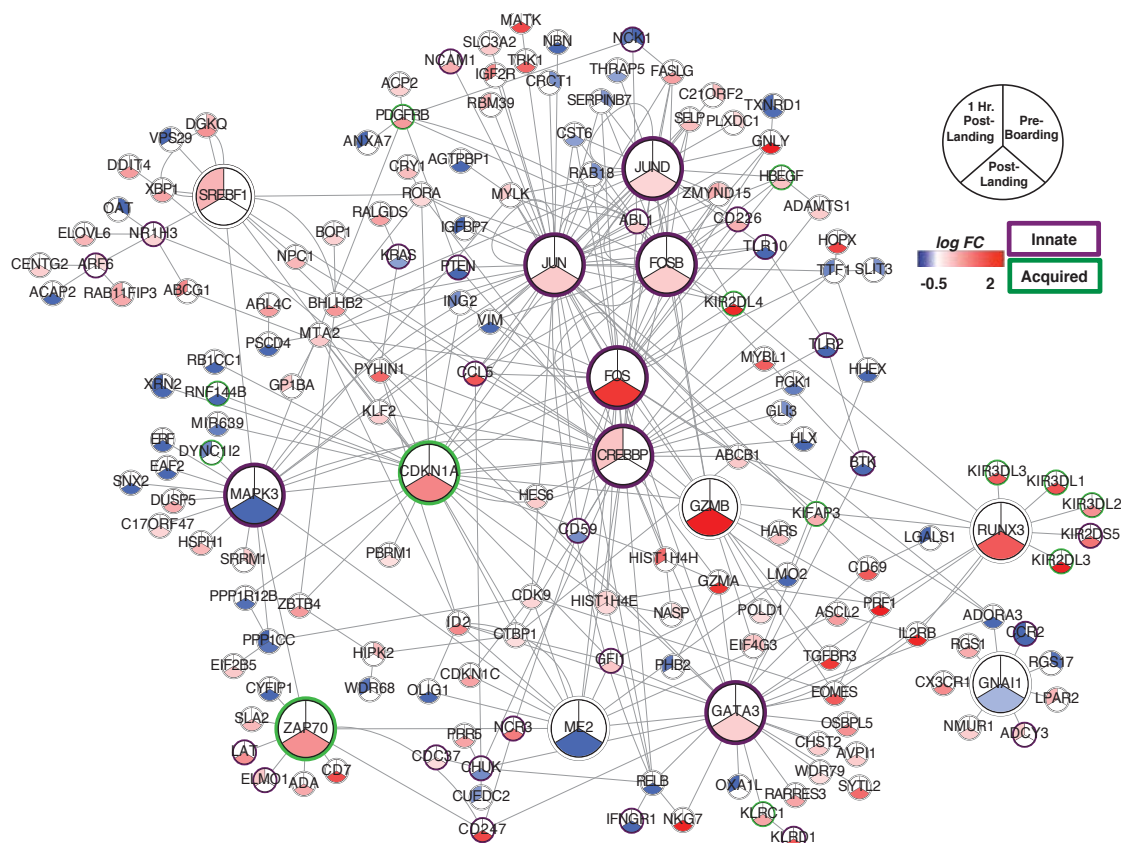 MATK
SLC3A2
NBN
NCK1
NCAM1
TRK1
IGF2R
CRCT1
THRAP5
FASLG
ACP2
RBM39
SERPINB7
C21ORF2
TXNRD1
PDGFRB
SELP
PLXDC1
DGKQ
VPS29
ANXA7
CST6
GNLY
JUND
1 Hr.
Post-
Landing
Pre-
Boarding
Post-
Landing
DDIT4
CRY1
AGTPBP1
RAB18
HBEGF
XBP1
SREBF1
RORA
MYLK
ZMYND15
OAT
RALGDS
ABL1
CD226
ADAMTS1
ELOVL6
NR1H3
BOP1
IGFBP7
TLR10
HOPX
log FC
-0.5
2
Innate
Acquired
CENTG2
ARF6
NPC1
KRAS
PTEN
JUN
FOSB
TTF1
SLIT3
ACAP2
RAB11FIP3
ABCG1
ARL4C
BHLHB2
ING2
KIR2DL4
MTA2
VIM
PSCD4
TLR2
RB1CC1
PYHIN1
CCL5
FOS
MYBL1
HHEX
XRN2
RNF144B
GP1BA
PGK1
KLF2
GLI3
MIR639
ERF
DYNC1I2
HLX
CREBBP
ABCB1
BTK
EAF2
CDKN1A
SNX2
MAPK3
KIR3DL3
KIR3DL1
DUSP5
HES6
GZMB
KIR3DL2
C17ORF47
CD59
KIFAP3
RUNX3
KIR2DS5
HSPH1
HARS
LGALS1
SRRM1
PBRM1
HIST1H4H
KIR2DL3
GZMA
LMO2
CD69
PPP1R12B
ZBTB4
CDK9
HIST1H4E
NASP
POLD1
ASCL2
PRF1
ADORA3
ID2
CTBP1
IL2RB
CCR2
PPP1CC
HIPK2
EIF4G3
RGS1
EIF2B5
GFI1
PHB2
TGFBR3
RGS17
CYFIP1
WDR68
CDKN1C
OLIG1
CX3CR1
GNAI1
EOMES
LPAR2
SLA2
ZAP70
ME2
GATA3
NMUR1
ADCY3
OSBPL5
LAT
PRR5
NCR3
CHST2
AVPI1
ELMO1
ADA
CD7
CDC37
CHUK
WDR79
RELB
OXA1L
SYTL2
CUEDC2
RARRES3
IFNGR1
NKG7
KLRC1
CD247
KLRD1